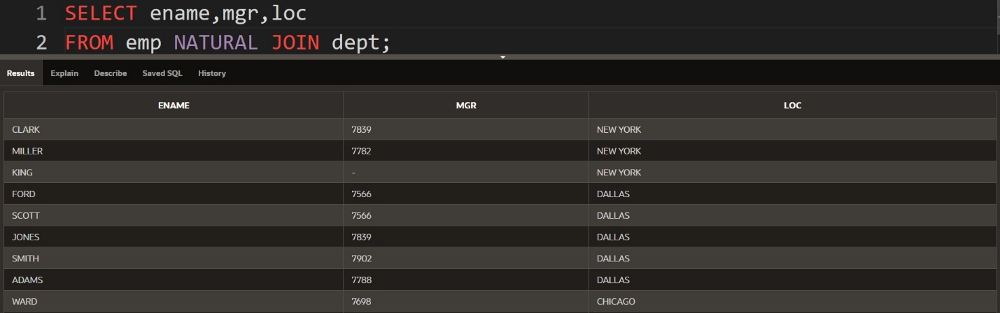 1 SELECT ename,mgr,loc
2 FROM emp NATURAL JOIN dept;
Results Explain Describe Saved SQL History
ENAME MGR LOC
CLARK 7839 NEW YORK
MILLER 7782 NEW YORK
KING - NEW YORK
FORD 7566 DALLAS
SCOTT 7566 DALLAS
JONES 7839 DALLAS
SMITH 7902 DALLAS
ADAMS 7788 DALLAS
WARD 7698 CHICAGO